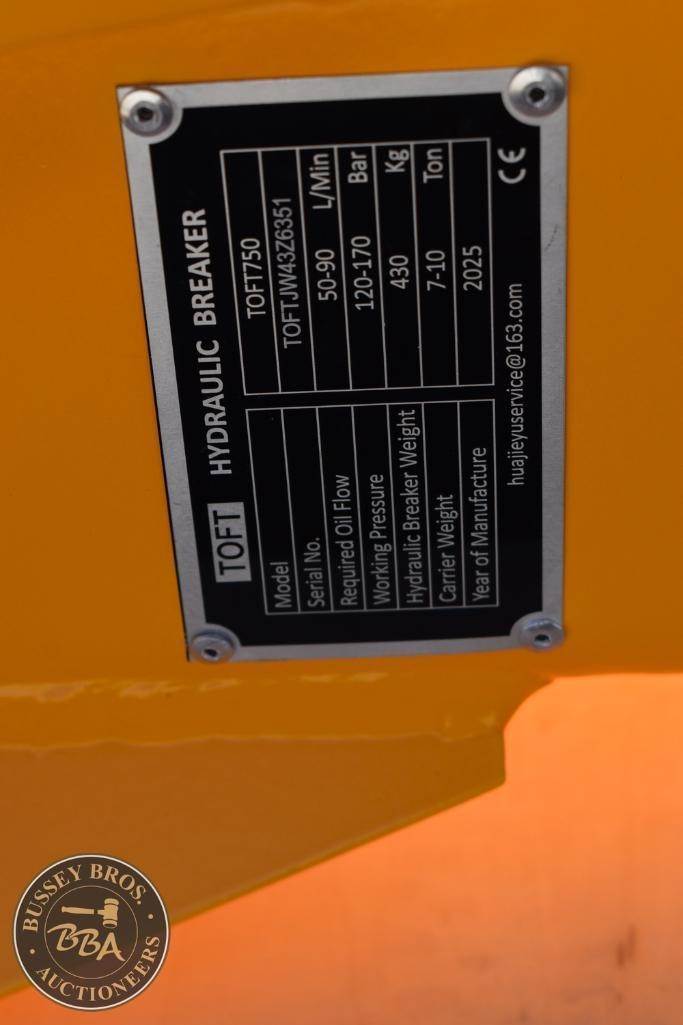 TOFT HYDRAULIC BREAKER
Model TOFT750
Serial No. TOFTJW43Z6351
Required Oil Flow 50-90 L/Min
Working Pressure 120-170 Bar
Hydraulic Breaker Weight 430 Kg
Carrier Weight 7-10 Ton
Year of Manufacture 2025
huajieyuservice@163.com CE
BUSSEY BROS.
BBA
AUCTIONEERS